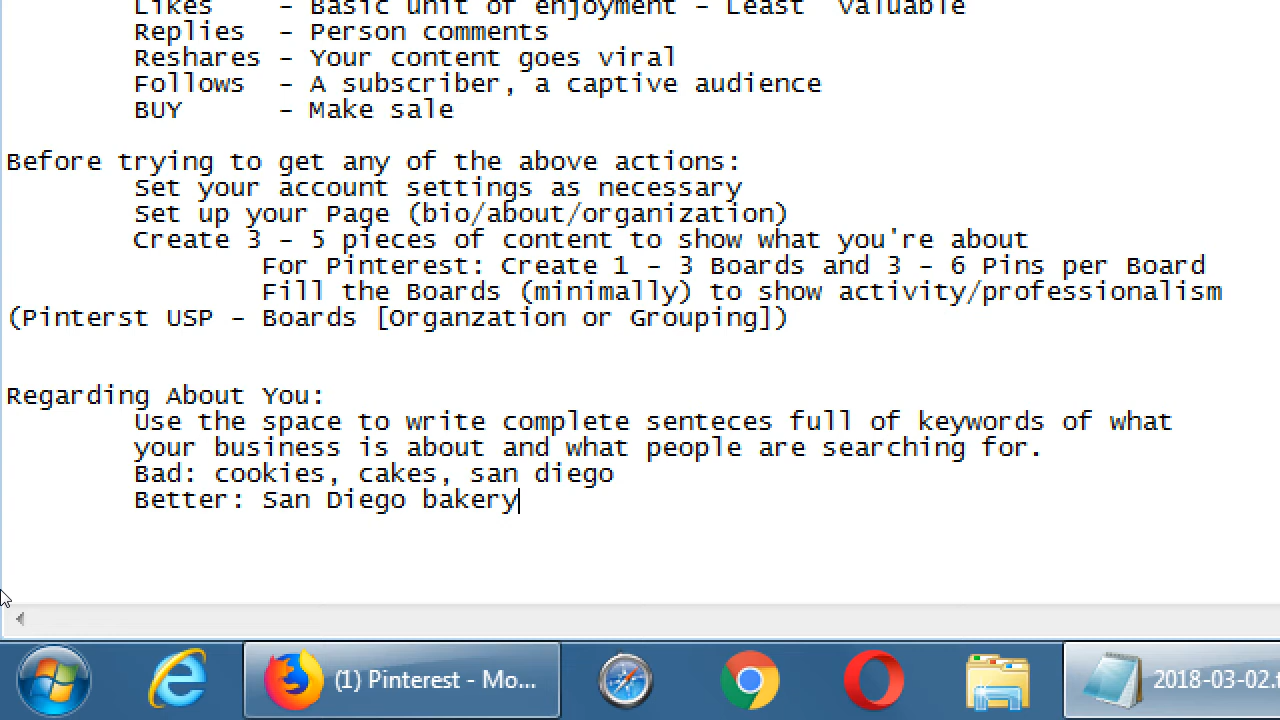 Likes - Basic unit of enjoyment - Least valuable
Replies - Person comments
Reshares - Your content goes viral
Follows - A subscriber, a captive audience
BUY - Make sale
Before trying to get any of the above actions:
Set your account settings as necessary
Set up your Page (bio/about/organization)
Create 3 - 5 pieces of content to show what you're about
For Pinterest: Create 1 - 3 Boards and 3 - 6 Pins per Board
Fill the Boards (minimally) to show activity/professionalism
(Pinterst USP - Boards [Organzation or Grouping])
Regarding About You:
Use the space to write complete senteces full of keywords of what
your business is about and what people are searching for.
Bad: cookies, cakes, san diego
Better: San Diego bakery
(1) Pinterest - Mo...
2018-03-02.t